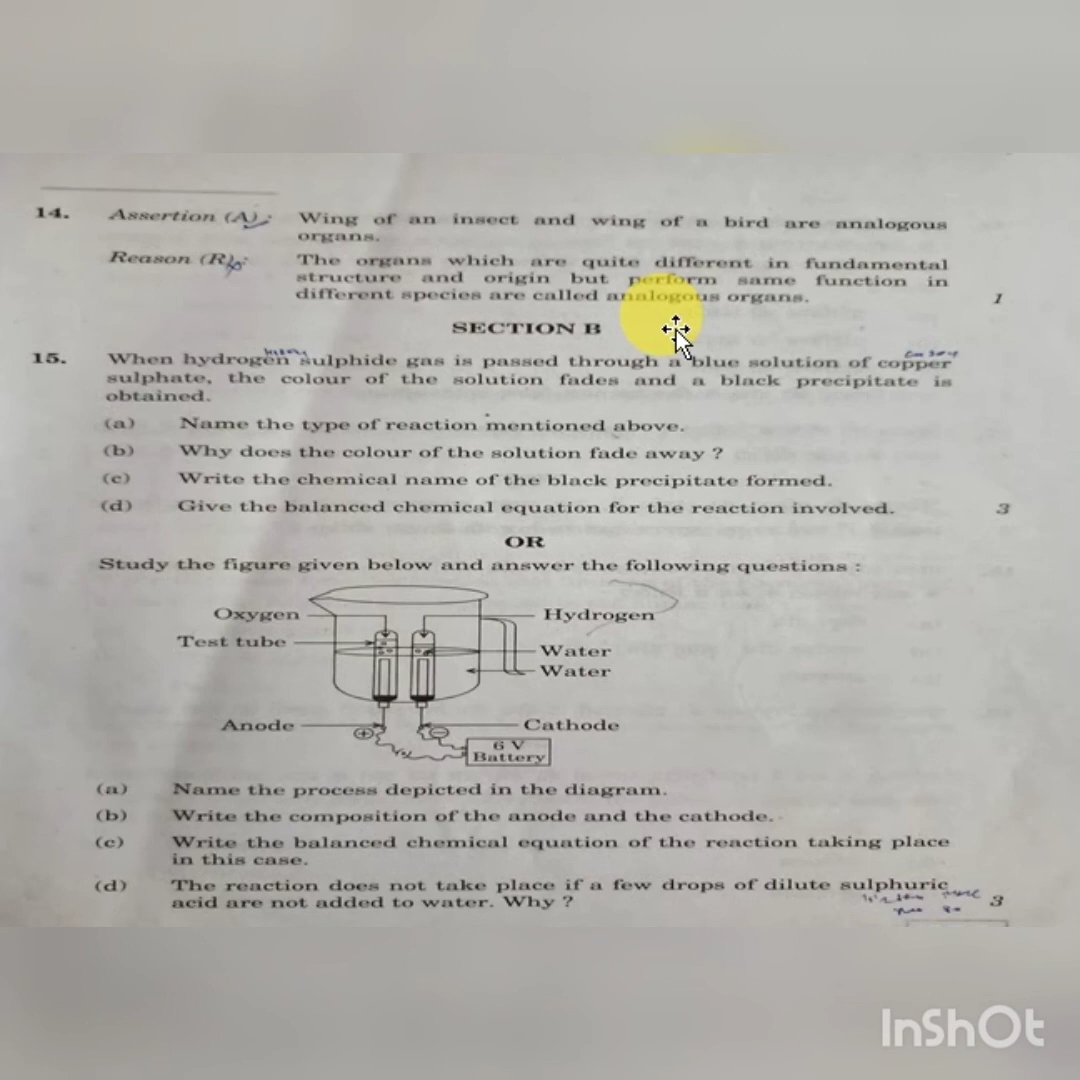 14. Assertion (A) : Wing of an insect and wing of a bird are analogous
organs.
Reason (R) : The organs which are quite different in fundamental
structure and origin but perform same function in
different species are called analogous organs. 1
SECTION B
15. When hydrogen sulphide gas is passed through a blue solution of copper
sulphate, the colour of the solution fades and a black precipitate is
obtained.
(a) Name the type of reaction mentioned above.
(b) Why does the colour of the solution fade away ?
(c) Write the chemical name of the black precipitate formed.
(d) Give the balanced chemical equation for the reaction involved. 3
OR
Study the figure given below and answer the following questions :
Oxygen
Hydrogen
Test tube
Water
Water
Anode
+
−
Cathode
6 V
Battery
(a) Name the process depicted in the diagram.
(b) Write the composition of the anode and the cathode.
(c) Write the balanced chemical equation of the reaction taking place
in this case.
(d) The reaction does not take place if a few drops of dilute sulphuric
acid are not added to water. Why ? 3
InShOt